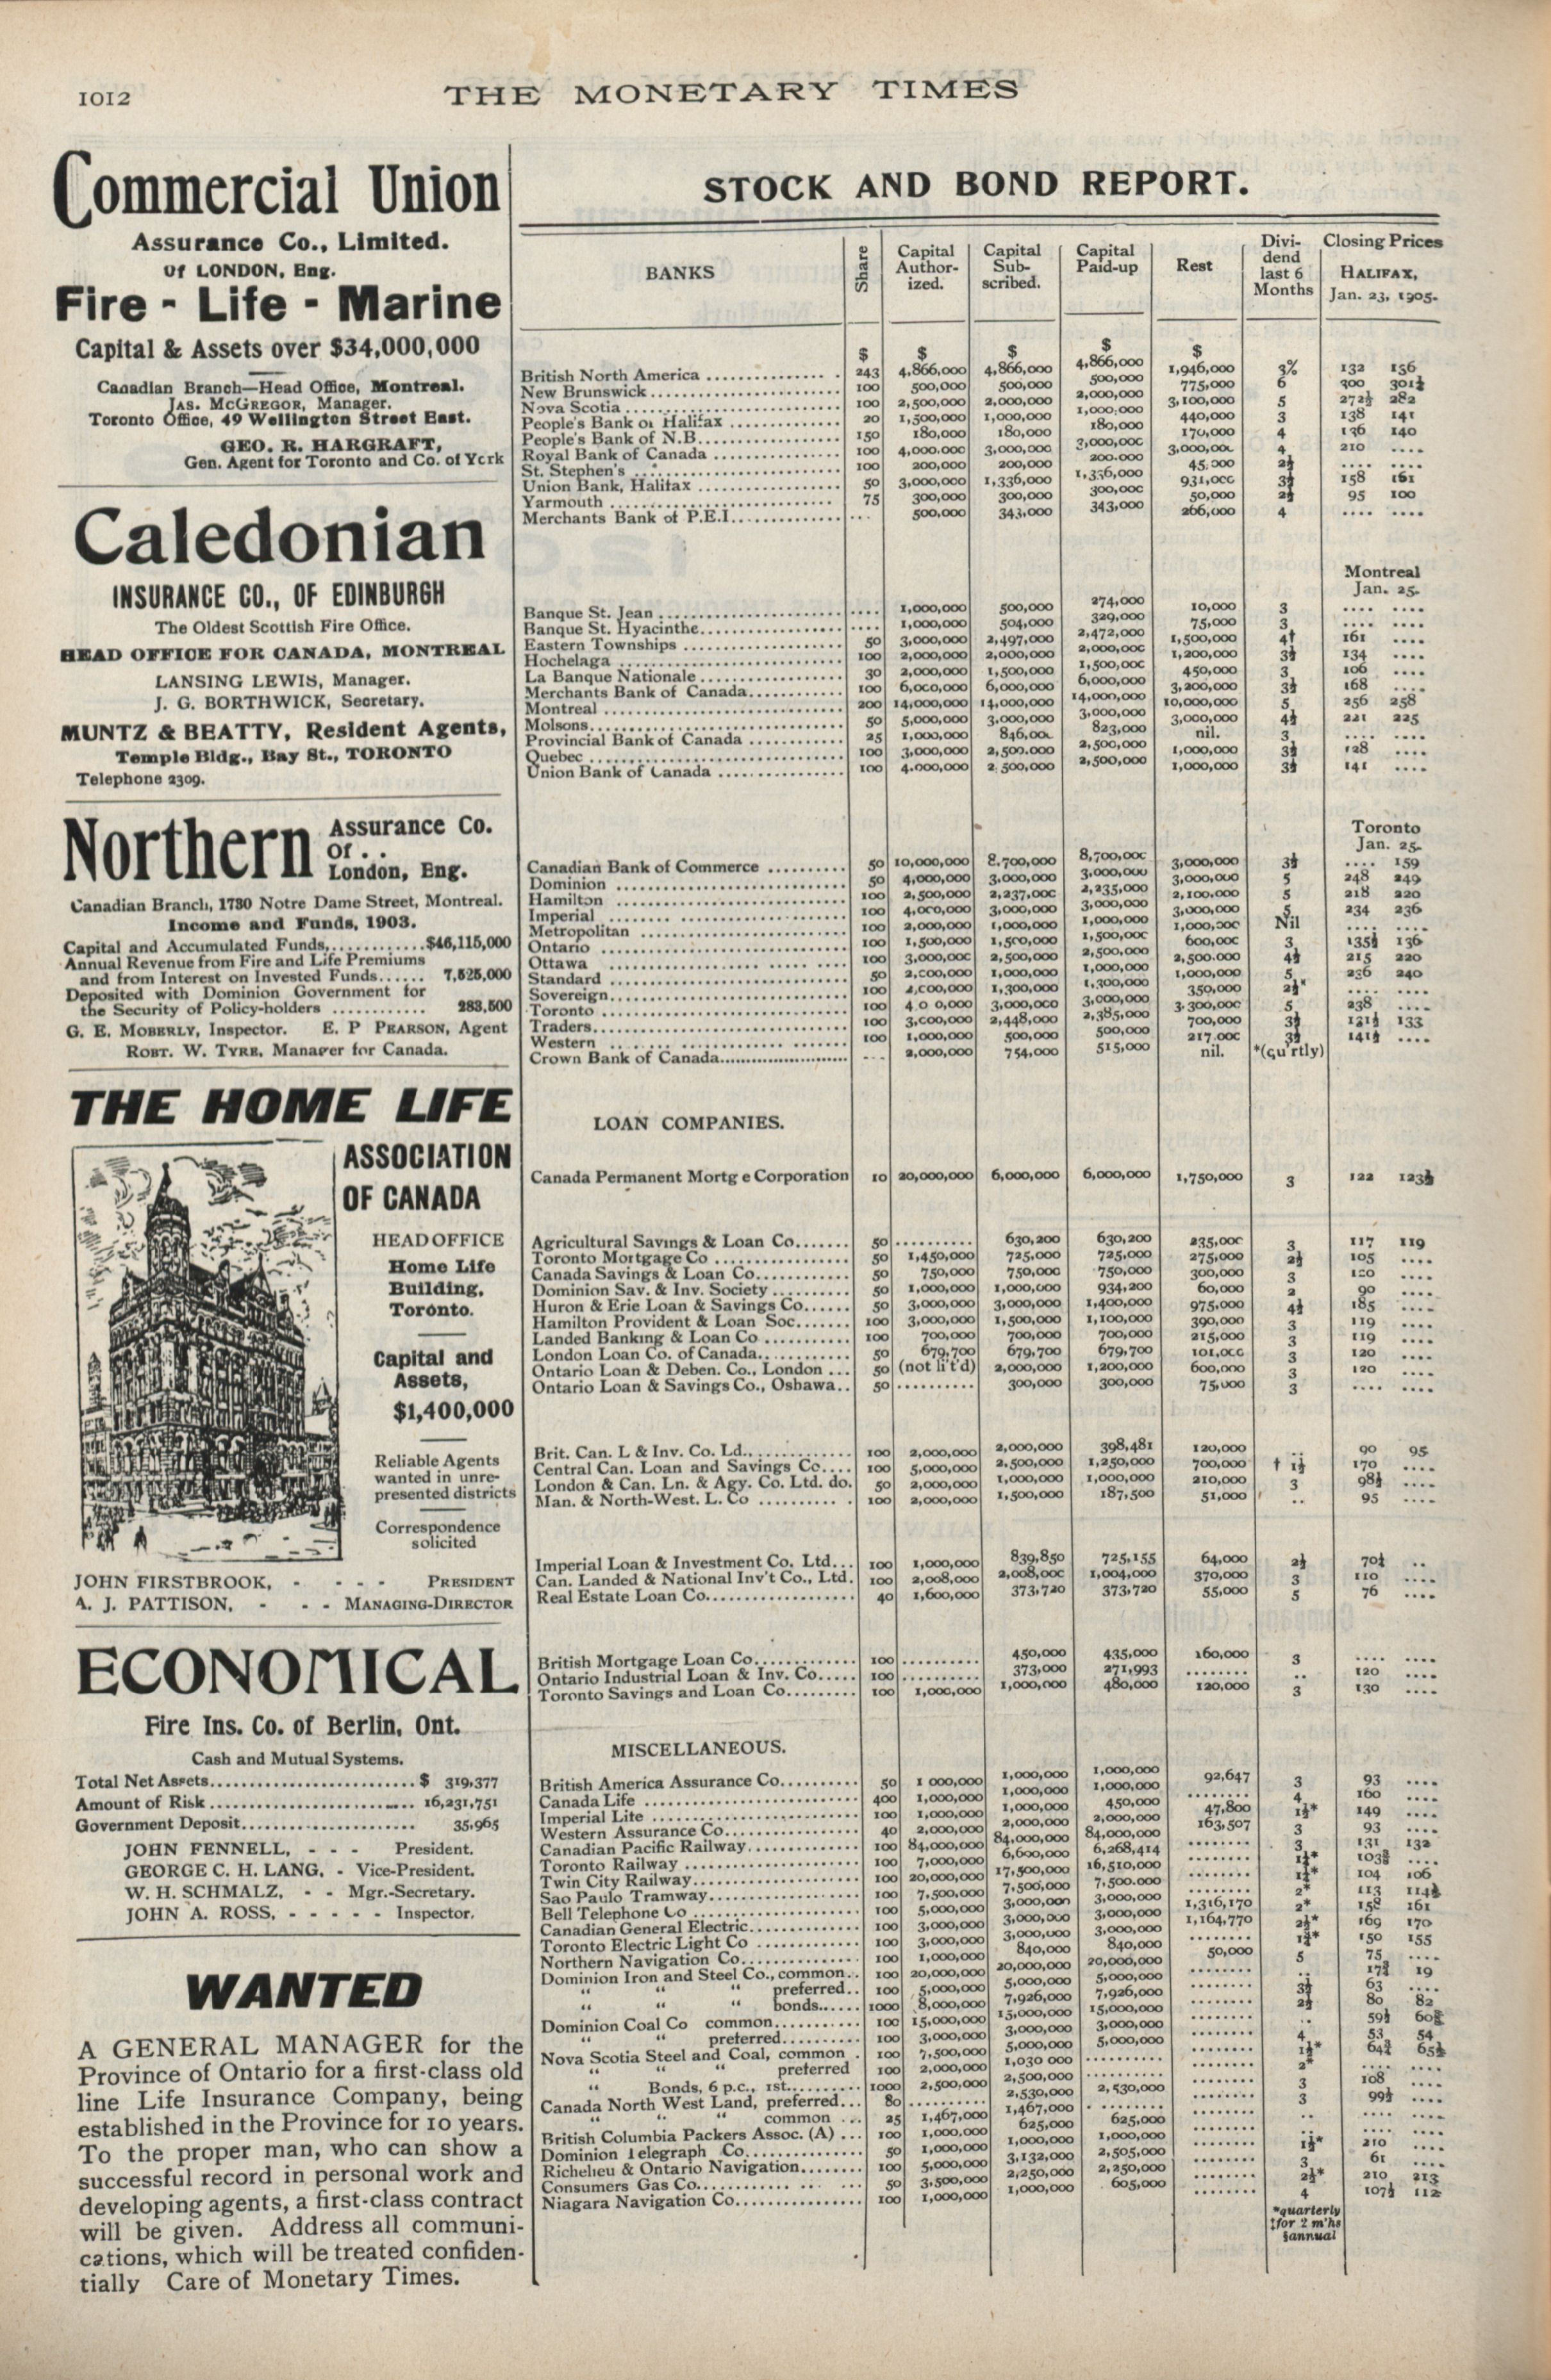 1012
THE MONETARY TIMES
Commercial Union
Assurance Co., Limited.
Of LONDON, Eng.
Fire - Life - Marine
Capital & Assets over $34,000,000
Canadian Branch—Head Office, Montreal.
JAS. MCGREGOR, Manager.
Toronto Office, 49 Wellington Street East.
GEO. R. HARGRAFT,
Gen. Agent for Toronto and Co. of York
Caledonian
INSURANCE CO., OF EDINBURGH
The Oldest Scottish Fire Office.
HEAD OFFICE FOR CANADA, MONTREAL
LANSING LEWIS, Manager.
J. G. BORTHWICK, Secretary.
MUNTZ & BEATTY, Resident Agents,
Temple Bldg., Bay St., TORONTO
Telephone 2309.
Northern Assurance Co.
Of . .
London, Eng.
Canadian Branch, 1730 Notre Dame Street, Montreal.
Income and Funds, 1903.
Capital and Accumulated Funds,............$46,115,000
Annual Revenue from Fire and Life Premiums
and from Interest on Invested Funds...... 7,525,000
Deposited with Dominion Government for
the Security of Policy-holders ............ 283,500
G. E. MOBERLY, Inspector. E. P PEARSON, Agent
ROBT. W. TYRE, Manager for Canada.
THE HOME LIFE
ASSOCIATION
OF CANADA
HEAD OFFICE
Home Life
Building,
Toronto.
Capital and
Assets,
$1,400,000
Reliable Agents
wanted in unre-
presented districts
Correspondence
solicited
JOHN FIRSTBROOK, - - - - PRESIDENT
A. J. PATTISON, - - - MANAGING-DIRECTOR
ECONOMICAL
Fire Ins. Co. of Berlin, Ont.
Cash and Mutual Systems.
Total Net Assets..........................$ 319,377
Amount of Risk.......................... 16,231,751
Government Deposit...................... 35,965
JOHN FENNELL, - - - President.
GEORGE C. H. LANG, - Vice-President.
W. H. SCHMALZ, - - Mgr.-Secretary.
JOHN A. ROSS, - - - - - Inspector.
WANTED
A GENERAL MANAGER for the
Province of Ontario for a first-class old
line Life Insurance Company, being
established in the Province for 10 years.
To the proper man, who can show a
successful record in personal work and
developing agents, a first-class contract
will be given. Address all communi-
cations, which will be treated confiden-
tially Care of Monetary Times.
STOCK AND BOND REPORT.
BANKS
Share
Capital Author-ized.
Capital Sub-scribed.
Capital Paid-up
Rest
Divi-dend last 6 Months
Closing Prices
HALIFAX,
Jan. 23, 1905.
$ $ $ $ $
British North America 243 4,866,000 4,866,000 4,866,000 1,946,000 3% 132 136
New Brunswick 100 500,000 500,000 500,000 775,000 6 300 301½
Nova Scotia 100 2,500,000 2,000,000 2,000,000 3,100,000 5 272½ 282
People's Bank of Halifax 20 1,500,000 1,000,000 1,000,000 440,000 3 138 141
People's Bank of N.B. 150 180,000 180,000 180,000 170,000 4 136 140
Royal Bank of Canada 100 4,000,000 3,000,000 3,000,000 3,000,000 4 210 ....
St. Stephen's 100 200,000 200,000 200,000 45,000 2½ .... ....
Union Bank, Halifax 50 3,000,000 1,336,000 1,336,000 931,000 3½ 158 161
Yarmouth 75 300,000 300,000 300,000 50,000 2½ 95 100
Merchants Bank of P.E.I. ... 500,000 343,000 343,000 266,000 4 .... ....
Montreal
Jan. 25.
Banque St. Jean .... 1,000,000 500,000 274,000 10,000 3 .... ....
Banque St. Hyacinthe .... 1,000,000 504,000 329,000 75,000 3 .... ....
Eastern Townships 50 3,000,000 2,497,000 2,472,000 1,500,000 4† 161 ....
Hochelaga 100 2,000,000 2,000,000 2,000,000 1,200,000 3½ 134 ....
La Banque Nationale 30 2,000,000 1,500,000 1,500,000 450,000 3 106 ....
Merchants Bank of Canada 100 6,000,000 6,000,000 6,000,000 3,200,000 3½ 168 ....
Montreal 200 14,000,000 14,000,000 14,000,000 10,000,000 5 256 258
Molsons 50 5,000,000 3,000,000 3,000,000 3,000,000 4½ 221 225
Provincial Bank of Canada 25 1,000,000 846,000 823,000 nil. 3 .... ....
Quebec 100 3,000,000 2,500,000 2,500,000 1,000,000 3½ 128 ....
Union Bank of Canada 100 4,000,000 2,500,000 2,500,000 1,000,000 3½ 141 ....
Toronto
Jan. 25.
Canadian Bank of Commerce 50 10,000,000 8,700,000 8,700,000 3,000,000 3½ .... 159
Dominion 50 4,000,000 3,000,000 3,000,000 3,000,000 5 248 249
Hamilton 100 2,500,000 2,237,000 2,235,000 2,100,000 5 218 220
Imperial 100 4,000,000 3,000,000 3,000,000 3,000,000 5 234 236
Metropolitan 100 2,000,000 1,000,000 1,000,000 1,000,000 Nil .... ....
Ontario 100 1,500,000 1,500,000 1,500,000 600,000 3 135½ 136
Ottawa 100 3,000,000 2,500,000 2,500,000 2,500,000 4½ 215 220
Standard 50 2,000,000 1,000,000 1,000,000 1,000,000 5 236 240
Sovereign 100 2,000,000 1,300,000 1,300,000 350,000 .... ....
Toronto 100 4 0 0,000 3,000,000 3,000,000 3,300,000 5 238 ....
Traders 100 3,000,000 2,448,000 2,385,000 700,000 3½ 133
Western 100 1,000,000 500,000 500,000 217,000 3½ 141½ ....
Crown Bank of Canada ... 2,000,000 754,000 515,000 nil. *(qu'rtly)
LOAN COMPANIES.
Canada Permanent Mortg e Corporation 10 20,000,000 6,000,000 6,000,000 1,750,000 3 122 123½
Agricultural Savings & Loan Co. 50 .......... 630,200 630,200 235,000 3 117 119
Toronto Mortgage Co 50 1,450,000 725,000 725,000 275,000 2½ 105 ....
Canada Savings & Loan Co. 50 750,000 750,000 750,000 300,000 3 120 ....
Dominion Sav. & Inv. Society 50 1,000,000 1,000,000 934,200 60,000 2 90 ....
Huron & Erie Loan & Savings Co. 50 3,000,000 3,000,000 1,400,000 975,000 4½ 185 ....
Hamilton Provident & Loan Soc. 100 3,000,000 1,500,000 1,100,000 390,000 3 119 ....
Landed Banking & Loan Co 100 700,000 700,000 700,000 215,000 3 119 ....
London Loan Co. of Canada 50 679,700 679,700 679,700 101,000 3 120 ....
Ontario Loan & Deben. Co., London 50 (not li't'd) 2,000,000 1,200,000 600,000 3 120 ....
Ontario Loan & Savings Co., Oshawa 50 .......... 300,000 300,000 75,000 3 .... ....
Brit. Can. L & Inv. Co. Ld. 100 2,000,000 2,000,000 398,481 120,000 .. 90 95
Central Can. Loan and Savings Co. 100 5,000,000 2,500,000 1,250,000 700,000 † 1½ 170 ....
London & Can. Ln. & Agy. Co. Ltd. do. 50 2,000,000 1,000,000 1,000,000 210,000 3 98½ ....
Man. & North-West. L. Co 100 2,000,000 1,500,000 187,500 51,000 .. 95 ....
Imperial Loan & Investment Co. Ltd. 100 1,000,000 839,850 725,155 64,000 2½ 70½ ..
Can. Landed & National Inv't Co., Ltd. 100 2,008,000 2,008,000 1,004,000 370,000 3 110 ....
Real Estate Loan Co. 40 1,600,000 373,720 373,720 55,000 5 76 ....
British Mortgage Loan Co. 100 .......... 450,000 435,000 160,000 3 .... ....
Ontario Industrial Loan & Inv. Co. 100 .......... 373,000 271,993 ........ .. 120 ....
Toronto Savings and Loan Co. 100 1,000,000 1,000,000 480,000 120,000 3 130 ....
MISCELLANEOUS.
British America Assurance Co. 50 1 000,000 1,000,000 1,000,000 92,647 3 93 ....
Canada Life 400 1,000,000 1,000,000 1,000,000 ........ 4 160 ....
Imperial Life 100 1,000,000 1,000,000 450,000 47,800 1½* 149 ....
Western Assurance Co. 40 2,000,000 2,000,000 2,000,000 163,507 3 93 ....
Canadian Pacific Railway 100 84,000,000 84,000,000 84,000,000 ........ 3 131 132
Toronto Railway 100 7,000,000 6,600,000 6,268,414 ........ 103⅝ ....
Twin City Railway 100 20,000,000 17,500,000 16,510,000 ........ 104 106
Sao Paulo Tramway 100 7,500,000 7,500,000 7,500,000 ........ 2* 113 114½
Bell Telephone Co 100 5,000,000 3,000,000 3,000,000 1,316,170 2* 158 161
Canadian General Electric 100 3,000,000 3,000,000 3,000,000 1,164,770 2½* 169 170
Toronto Electric Light Co 100 3,000,000 3,000,000 3,000,000 ........ 150 155
Northern Navigation Co. 100 1,000,000 840,000 840,000 50,000 5 75 ....
Dominion Iron and Steel Co., common 100 20,000,000 20,000,000 20,000,000 ........ .. 19
" " " preferred 100 5,000,000 5,000,000 5,000,000 ........ 3½ 63 ....
" " " bonds 1000 8,000,000 7,926,000 7,926,000 ........ 2½ 80 82
Dominion Coal Co common 100 15,000,000 15,000,000 15,000,000 ........ .. 59½
" " preferred 100 3,000,000 3,000,000 3,000,000 ........ 4 53 54
Nova Scotia Steel and Coal, common 100 7,500,000 5,000,000 5,000,000 ........ 65½
" " " preferred 100 2,000,000 1,030 000 .......... ........ 2* .... ....
" Bonds, 6 p.c., 1st 1000 2,500,000 2,500,000 .......... ........ 3 108 ....
Canada North West Land, preferred 80 .......... 2,530,000 2,530,000 ........ 3 99½ ....
" " " common 25 1,467,000 1,467,000 ........ ........ .. .... ....
British Columbia Packers Assoc. (A) 100 1,000,000 625,000 625,000 ........ .. .... ....
Dominion Telegraph Co. 50 1,000,000 1,000,000 1,000,000 ........ 1½* 210 ....
Richelieu & Ontario Navigation 100 5,000,000 3,132,000 2,505,000 ........ 3 61 ....
Consumers Gas Co. 50 3,500,000 2,250,000 2,250,000 ........ 2½* 210 213
Niagara Navigation Co. 100 1,000,000 1,000,000 605,000 ........ 4 107½ 112
*quarterly
‡for 2 m'hs
§annual